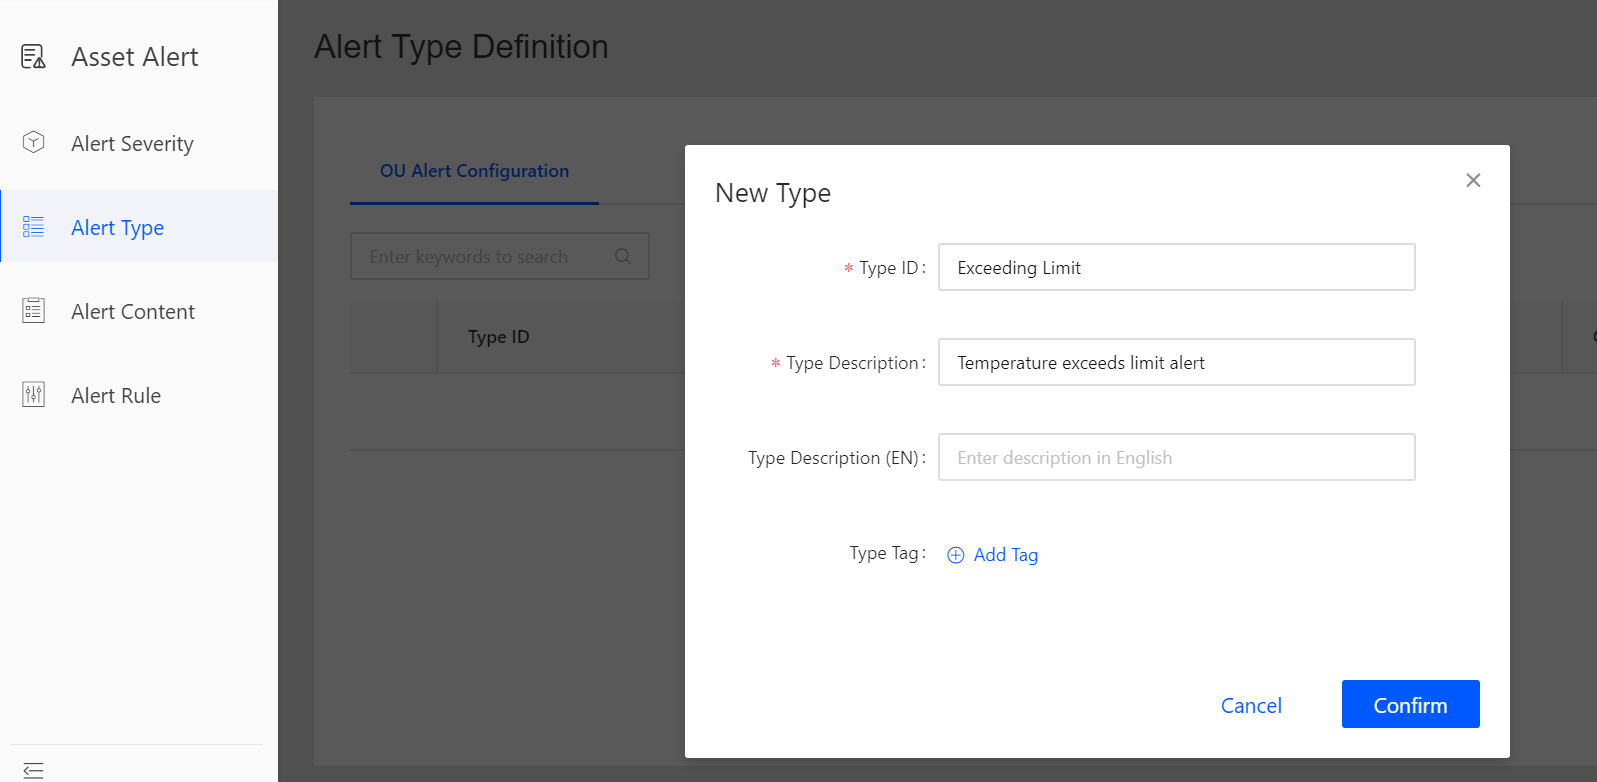 Asset Alert
Alert Severity
Alert Type
Alert Content
Alert Rule
Alert Type Definition
OU Alert Configuration
Enter keywords to search
Type ID
New Type
* Type ID: Exceeding Limit
* Type Description: Temperature exceeds limit alert
Type Description (EN): Enter description in English
Type Tag: Add Tag
Cancel Confirm